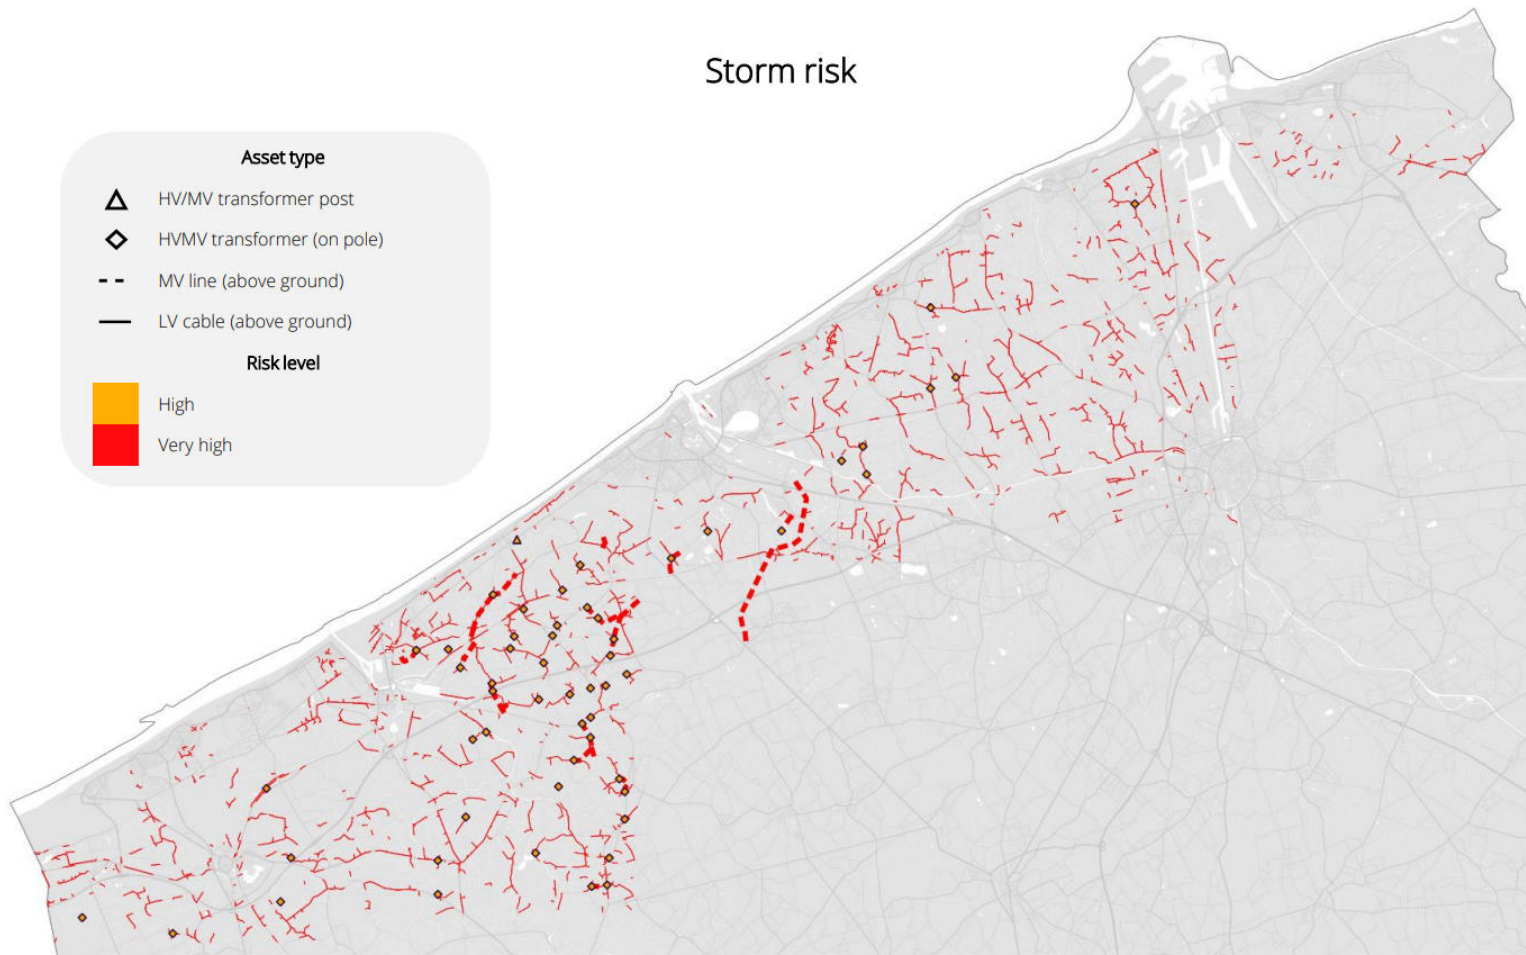 Storm risk
Asset type
HV/MV transformer post
HVMV transformer (on pole)
MV line (above ground)
LV cable (above ground)
Risk level
High
Very high